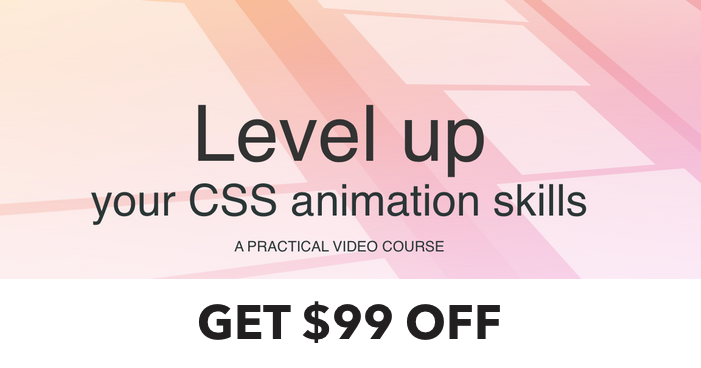 Level up
your CSS animation skills
A PRACTICAL VIDEO COURSE
GET $99 OFF